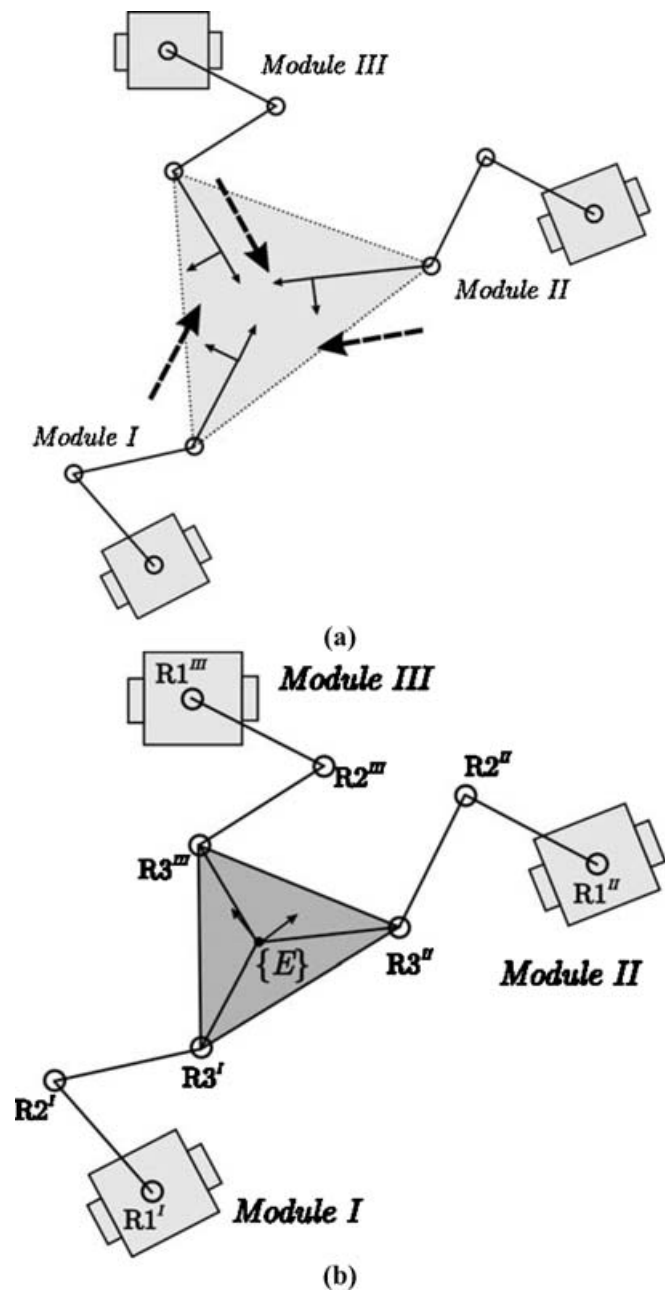 Module III
Module II
Module I
(a)
R1^III
Module III
R2^III
R2^II
R3^III
R1^II
{E}
R3^II
Module II
R3^I
R2^I
R1^I
Module I
(b)